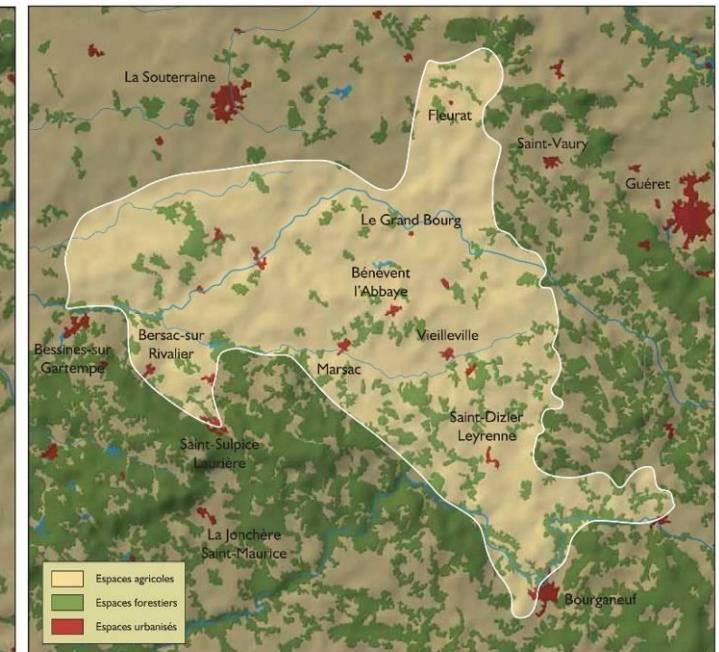 La Souterraine
Fleurat
Saint-Vaury
Guéret
Le Grand Bourg
Bénévent
l'Abbaye
Bersac-sur
Rivalier
Vieilleville
Bessines-sur
Gartempe
Marsac
Saint-Dizier
Leyrenne
Saint-Sulpice
Laurière
La Jonchère
Saint-Maurice
Bourganeuf
Espaces agricoles
Espaces forestiers
Espaces urbanisés